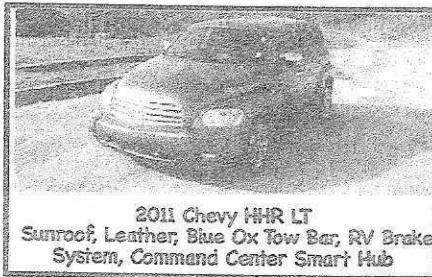 2011 Chevy HHR LT
Sunroof, Leather, Blue Ox Tow Bar, RV Brake
System, Command Center Smart Hub